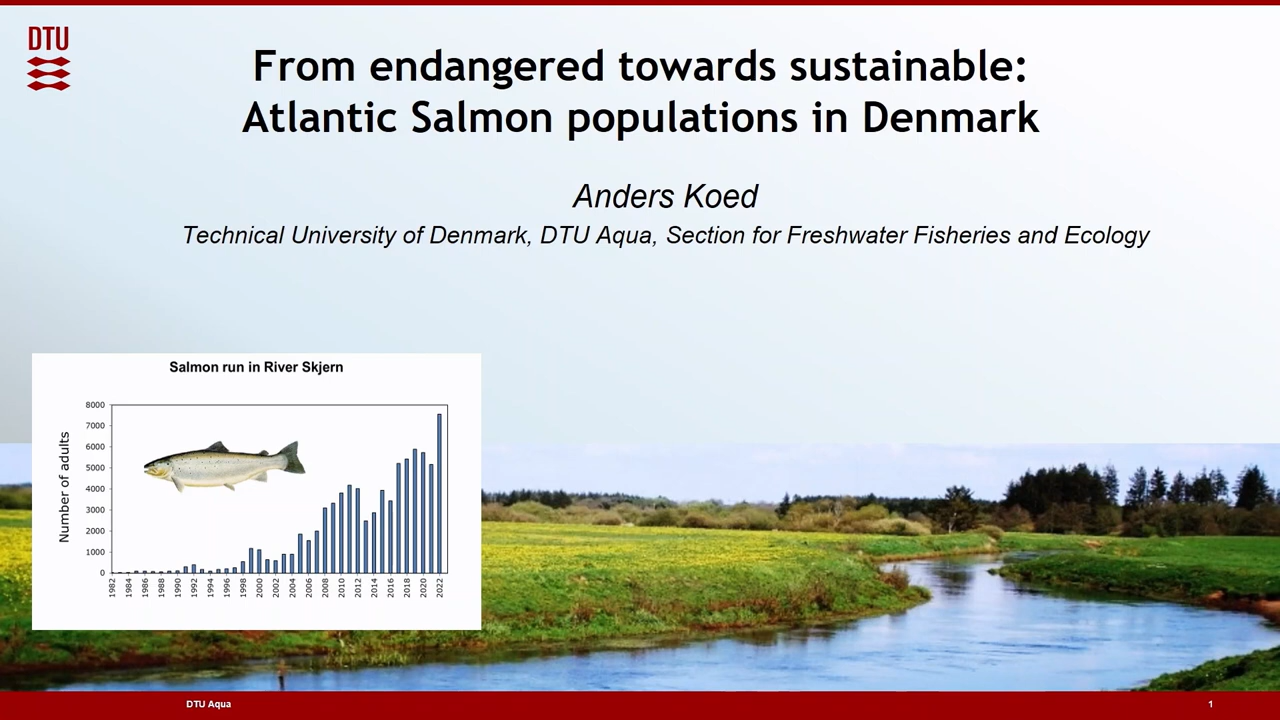 DTU
From endangered towards sustainable:
Atlantic Salmon populations in Denmark
Anders Koed
Technical University of Denmark, DTU Aqua, Section for Freshwater Fisheries and Ecology
Salmon run in River Skjern
Number of adults
8000
7000
6000
5000
4000
3000
2000
1000
0
1982 1984 1986 1988 1990 1992 1994 1996 1998 2000 2002 2004 2006 2008 2010 2012 2014 2016 2018 2020 2022
DTU Aqua 1